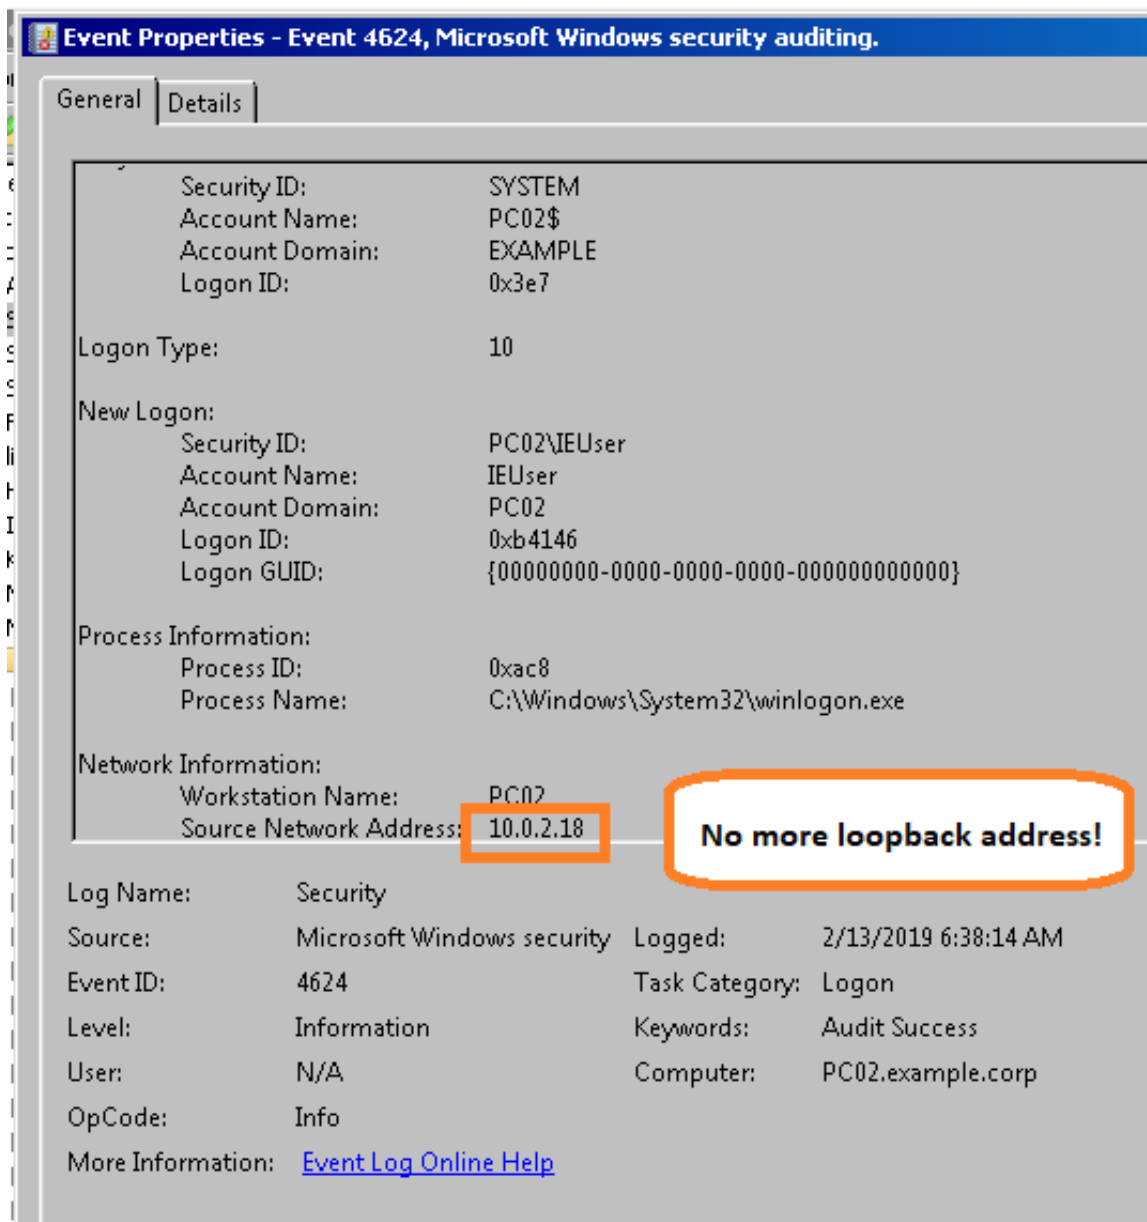 Event Properties - Event 4624, Microsoft Windows security auditing.
General Details
Security ID: SYSTEM
Account Name: PC02$
Account Domain: EXAMPLE
Logon ID: 0x3e7
Logon Type: 10
New Logon:
Security ID: PC02\IEUser
Account Name: IEUser
Account Domain: PC02
Logon ID: 0xb4146
Logon GUID: {00000000-0000-0000-0000-000000000000}
Process Information:
Process ID: 0xac8
Process Name: C:\Windows\System32\winlogon.exe
Network Information:
Workstation Name: PC02
Source Network Address: 10.0.2.18
No more loopback address!
Log Name: Security
Source: Microsoft Windows security Logged: 2/13/2019 6:38:14 AM
Event ID: 4624 Task Category: Logon
Level: Information Keywords: Audit Success
User: N/A Computer: PC02.example.corp
OpCode: Info
More Information: Event Log Online Help